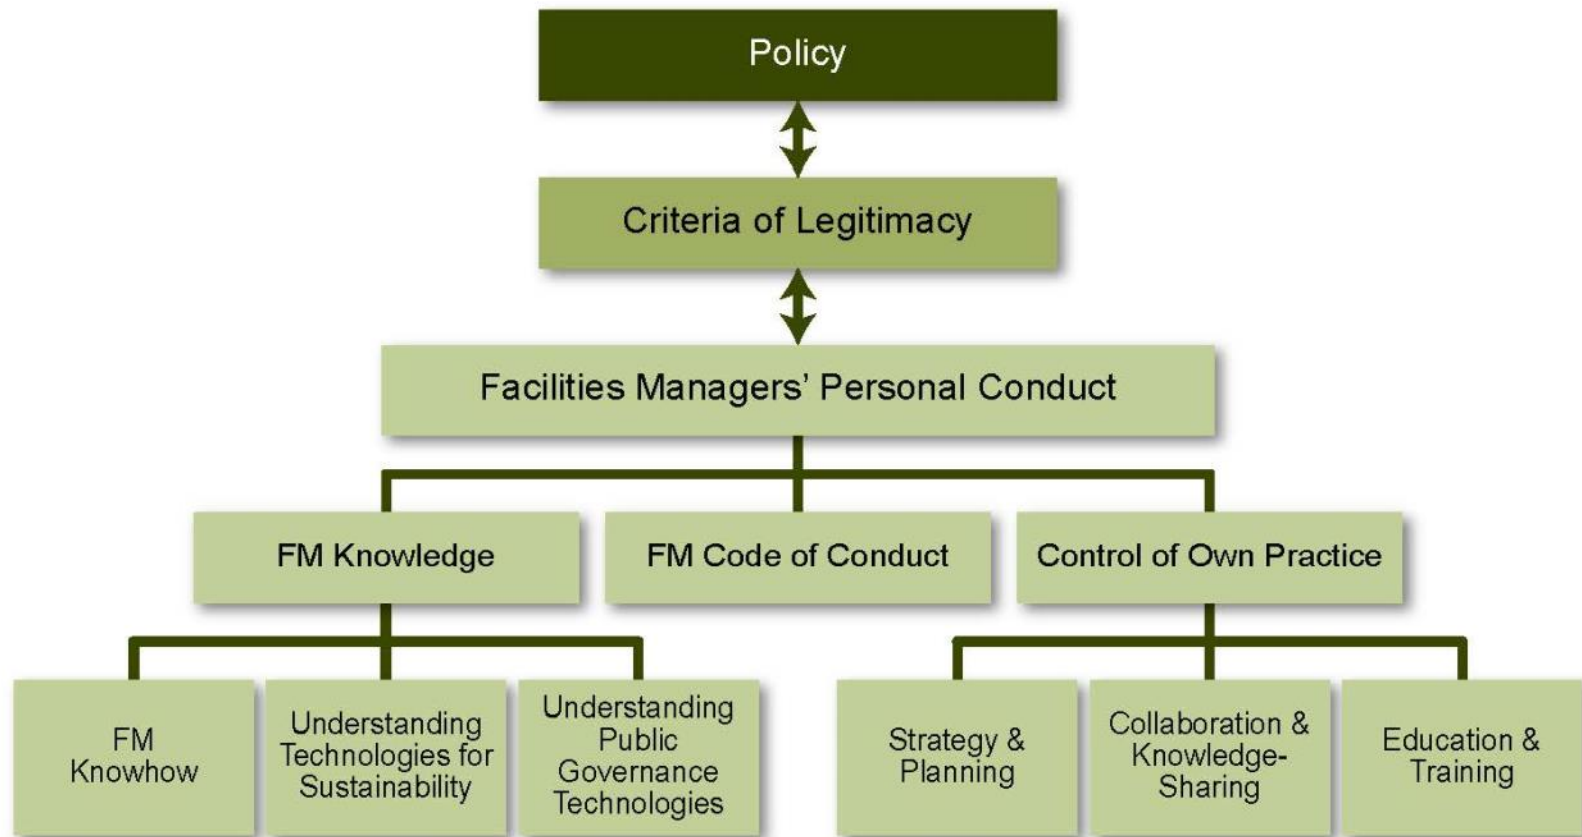 Policy
Criteria of Legitimacy
Facilities Managers’ Personal Conduct
FM Knowledge
FM Code of Conduct
Control of Own Practice
FM
Knowhow
Understanding
Technologies for
Sustainability
Understanding
Public
Governance
Technologies
Strategy &
Planning
Collaboration &
Knowledge-
Sharing
Education &
Training